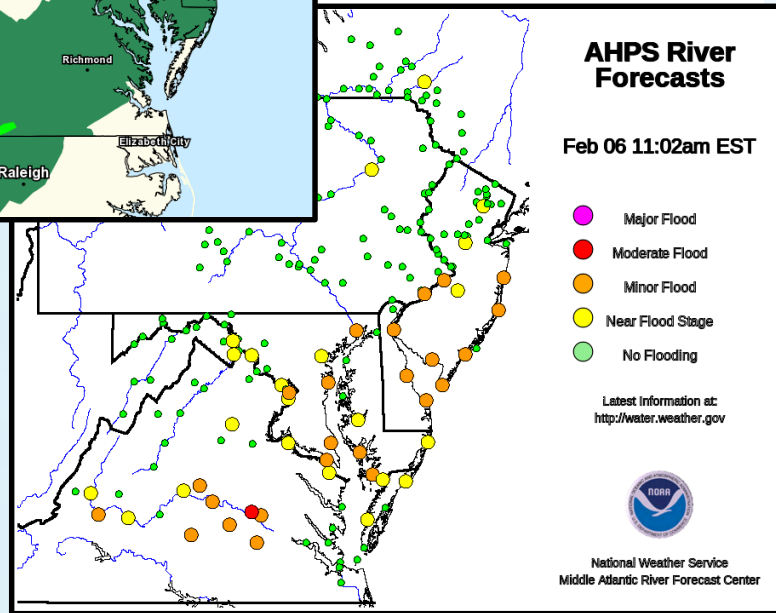 Richmond
Elizabeth City
Raleigh
AHPS River
Forecasts
Feb 06 11:02am EST
Major Flood
Moderate Flood
Minor Flood
Near Flood Stage
No Flooding
Latest Information at:
http://water.weather.gov
NOAA
National Weather Service
Middle Atlantic River Forecast Center